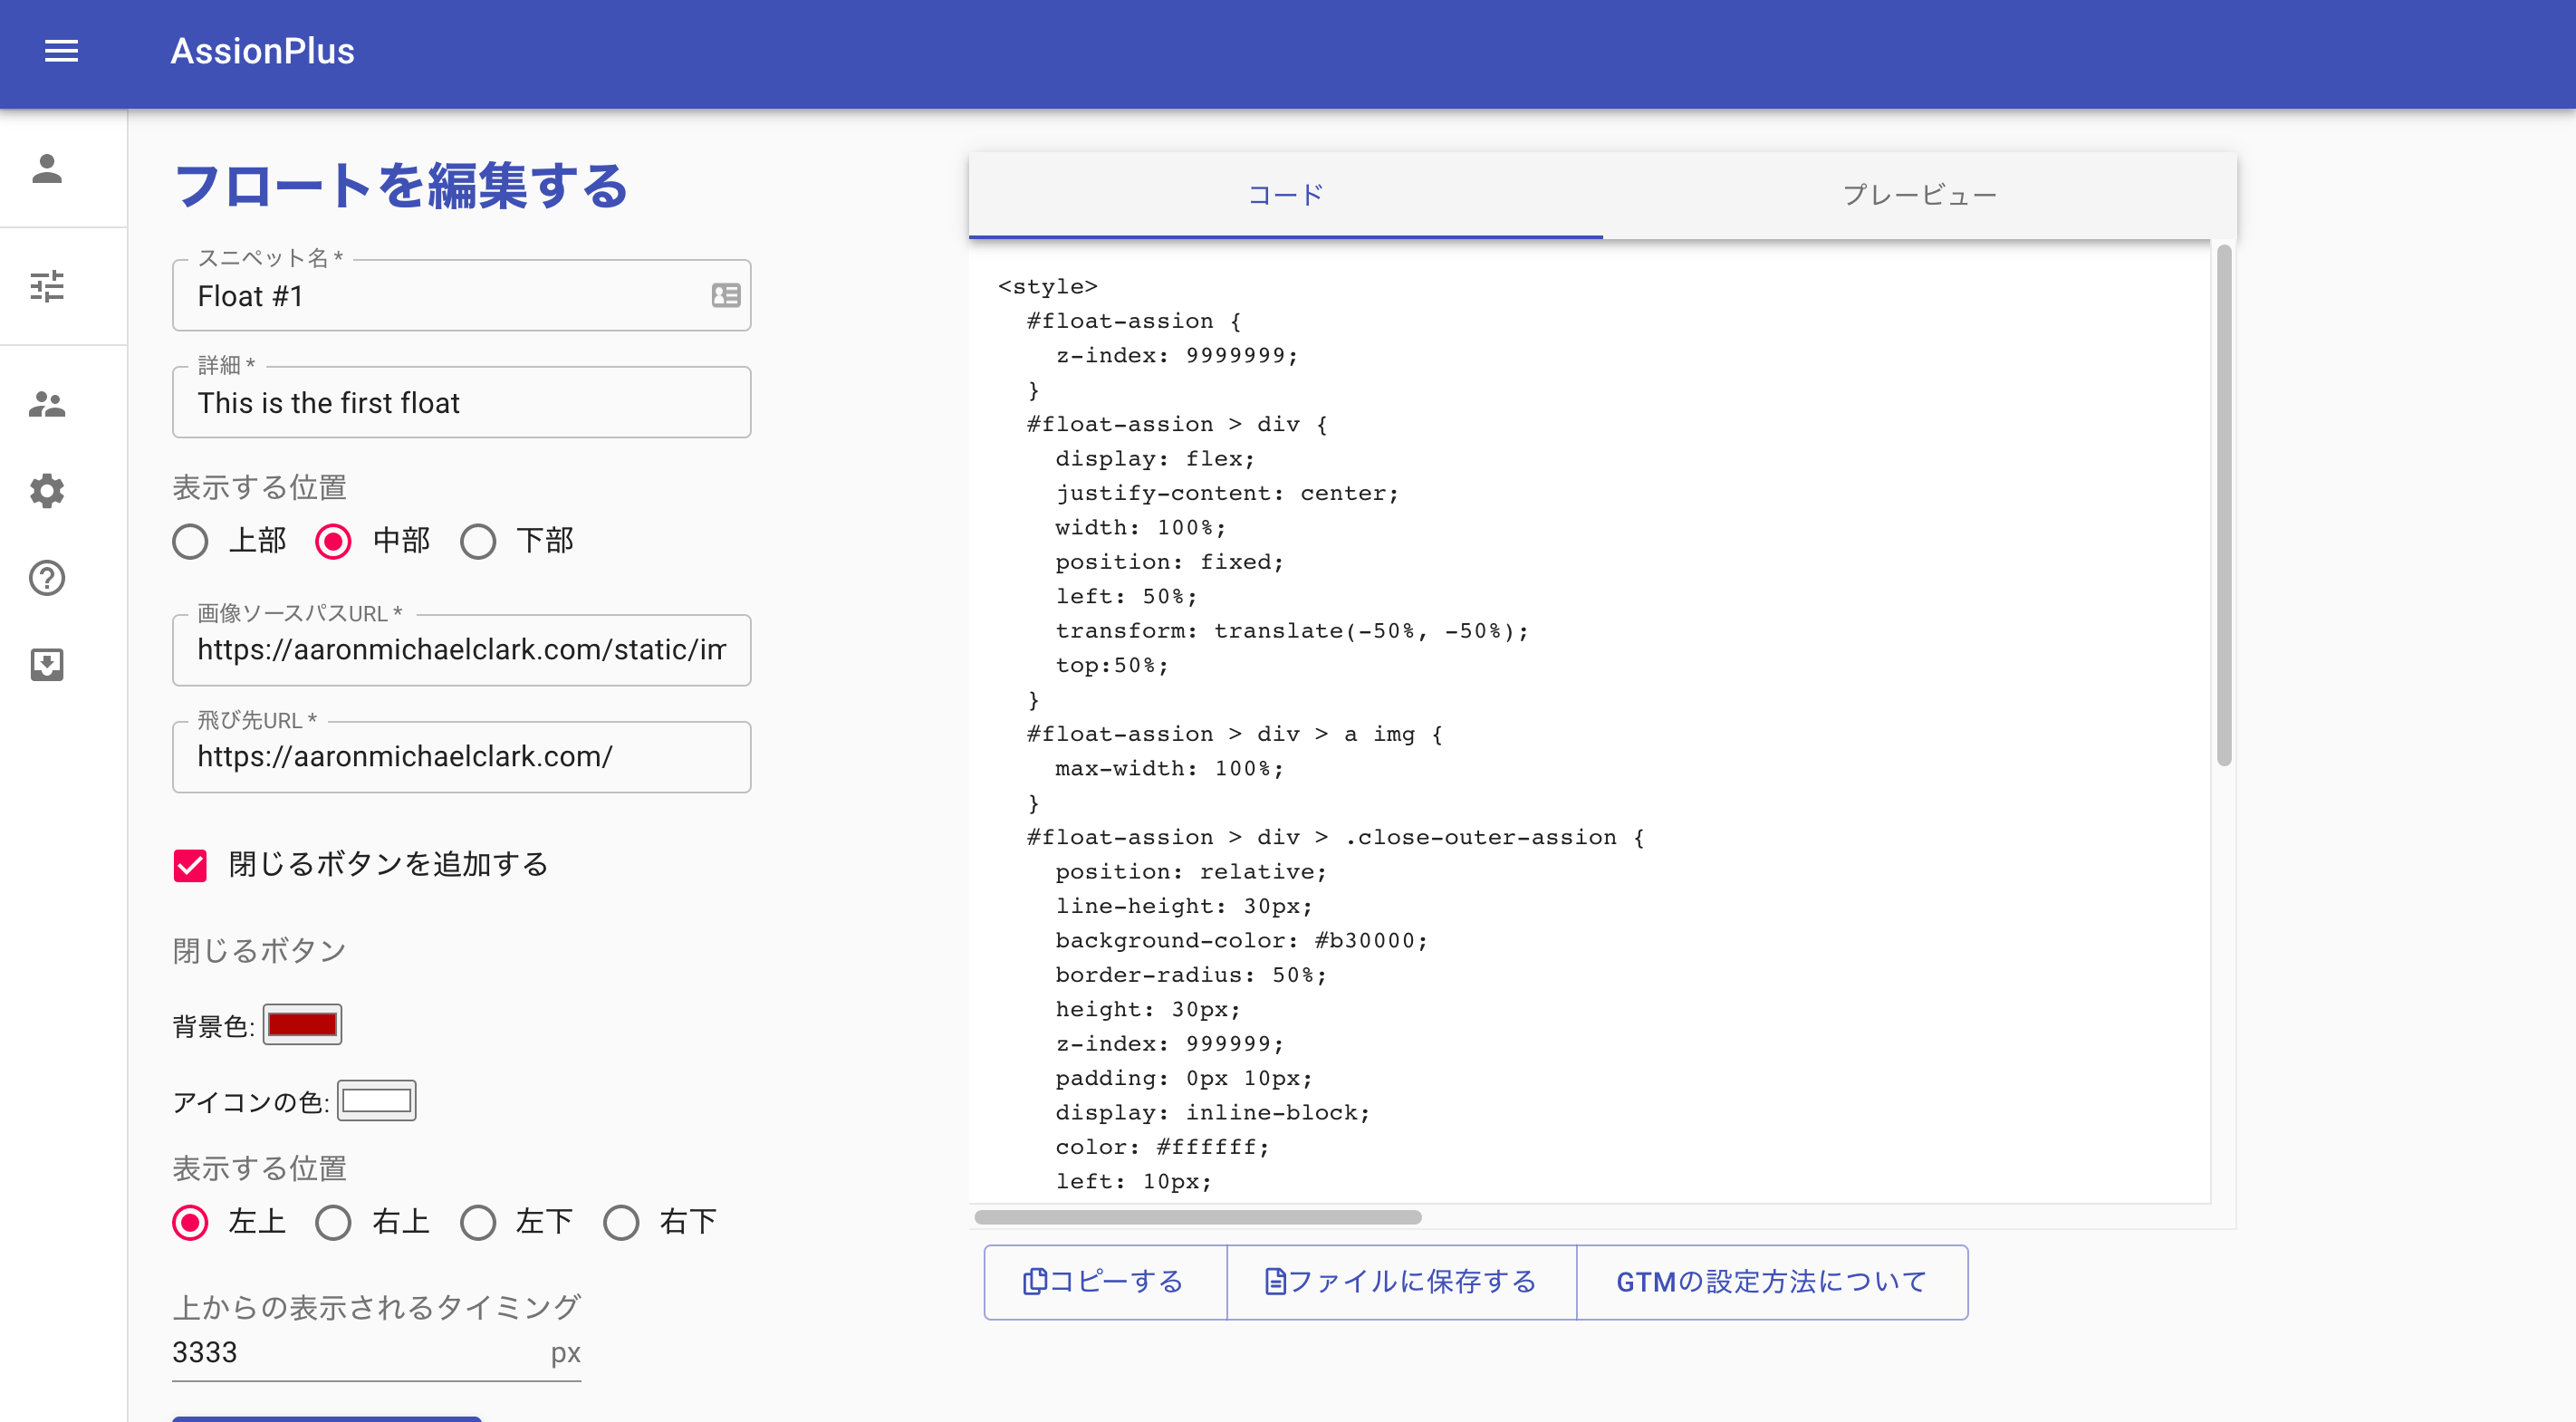 AssionPlus
フロートを編集する
スニペット名 *
Float #1
詳細 *
This is the first float
表示する位置
上部 中部 下部
画像ソースパスURL *
https://aaronmichaelclark.com/static/im
飛び先URL *
https://aaronmichaelclark.com/
閉じるボタンを追加する
閉じるボタン
背景色:
アイコンの色:
表示する位置
左上 右上 左下 右下
上からの表示されるタイミング
3333 px
コード プレービュー
<style>
#float-assion {
z-index: 9999999;
}
#float-assion > div {
display: flex;
justify-content: center;
width: 100%;
position: fixed;
left: 50%;
transform: translate(-50%, -50%);
top:50%;
}
#float-assion > div > a img {
max-width: 100%;
}
#float-assion > div > .close-outer-assion {
position: relative;
line-height: 30px;
background-color: #b30000;
border-radius: 50%;
height: 30px;
z-index: 999999;
padding: 0px 10px;
display: inline-block;
color: #ffffff;
left: 10px;
コピーする ファイルに保存する GTMの設定方法について